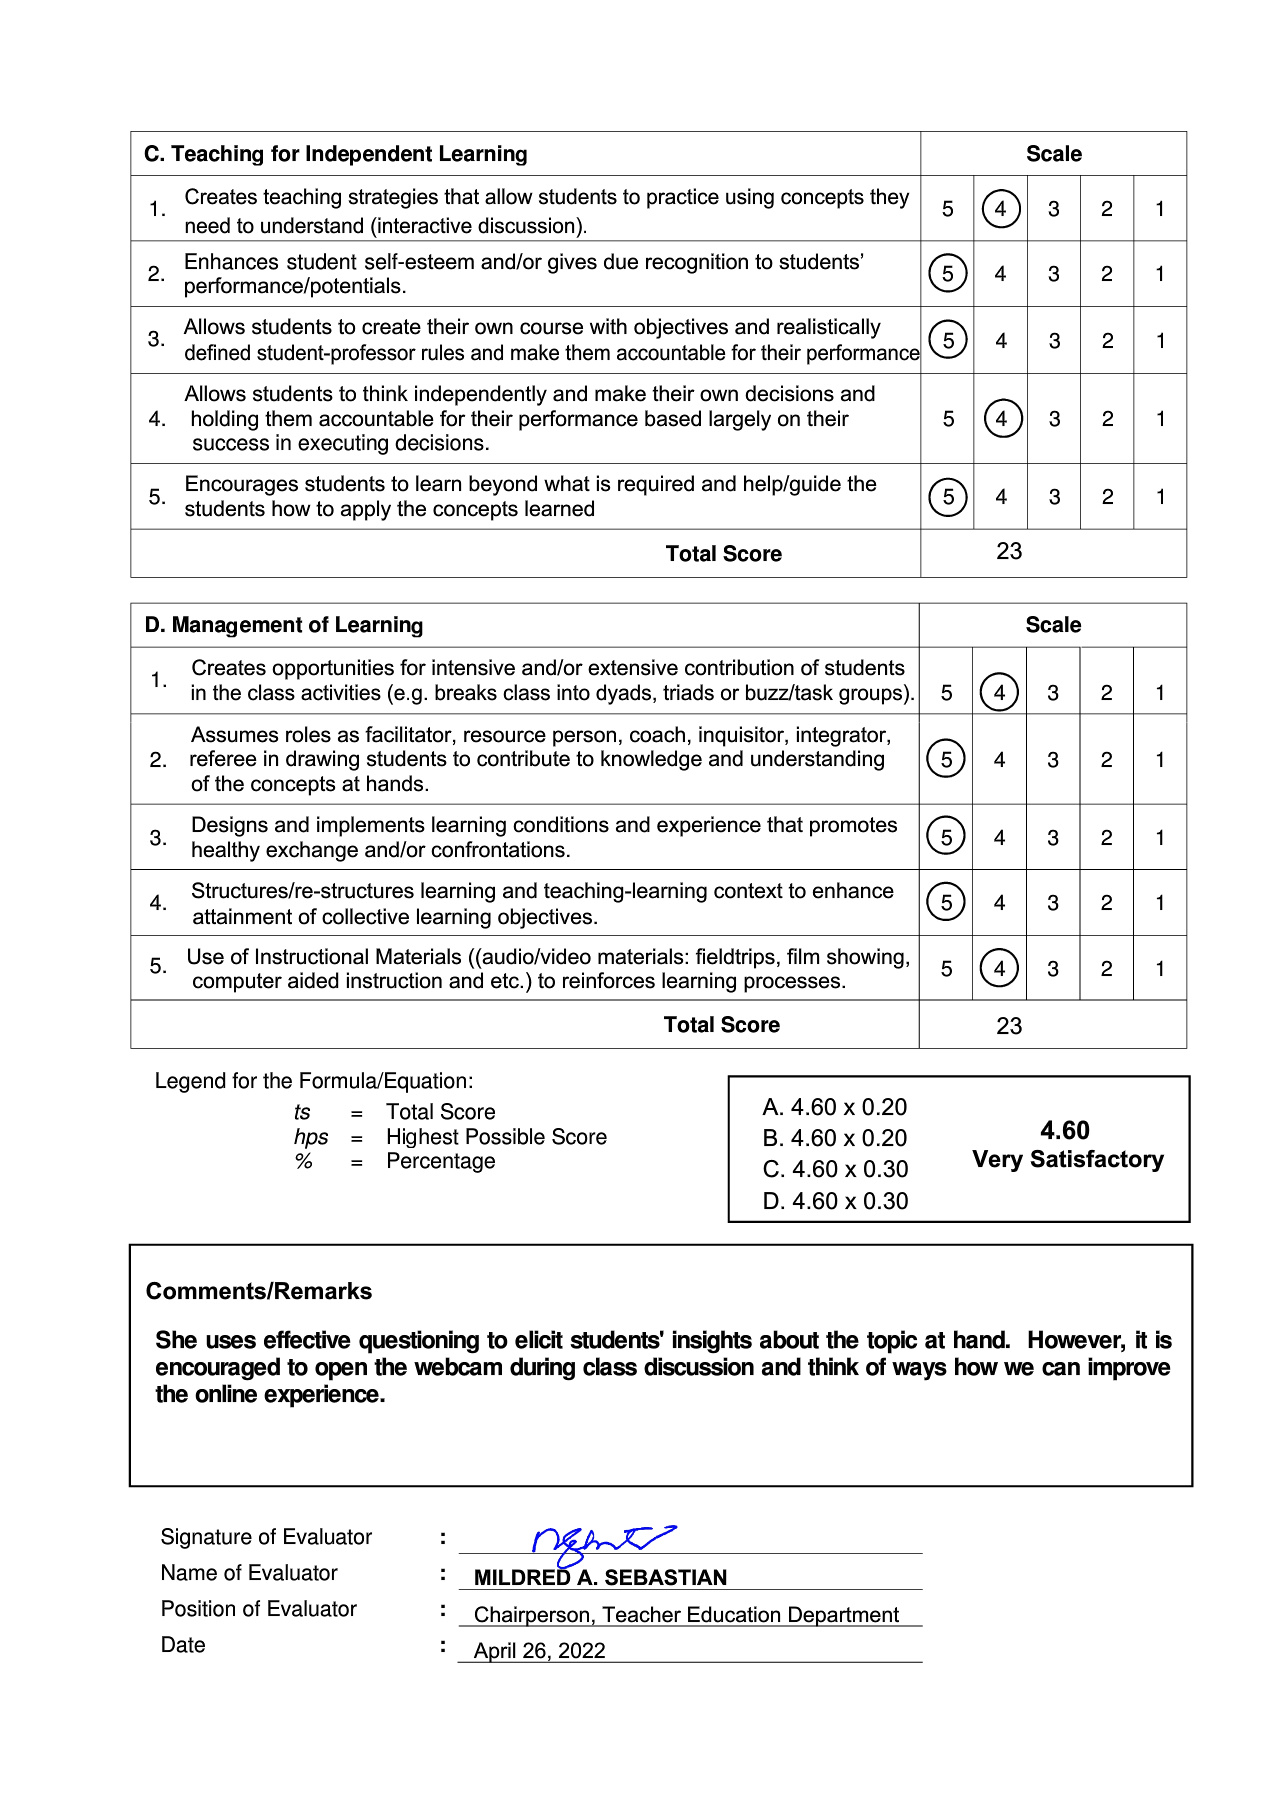 C. Teaching for Independent Learning Scale
1. Creates teaching strategies that allow students to practice using concepts they
need to understand (interactive discussion). 5 4 3 2 1
2. Enhances student self-esteem and/or gives due recognition to students’
performance/potentials. 5 4 3 2 1
3. Allows students to create their own course with objectives and realistically
defined student-professor rules and make them accountable for their performance 5 4 3 2 1
4. Allows students to think independently and make their own decisions and
holding them accountable for their performance based largely on their 5 4 3 2 1
success in executing decisions.
5. Encourages students to learn beyond what is required and help/guide the
students how to apply the concepts learned 5 4 3 2 1
Total Score 23
D. Management of Learning Scale
1. Creates opportunities for intensive and/or extensive contribution of students
in the class activities (e.g. breaks class into dyads, triads or buzz/task groups). 5 4 3 2 1
Assumes roles as facilitator, resource person, coach, inquisitor, integrator,
2. referee in drawing students to contribute to knowledge and understanding 5 4 3 2 1
of the concepts at hands.
3. Designs and implements learning conditions and experience that promotes
healthy exchange and/or confrontations. 5 4 3 2 1
4. Structures/re-structures learning and teaching-learning context to enhance
attainment of collective learning objectives. 5 4 3 2 1
5. Use of Instructional Materials ((audio/video materials: fieldtrips, film showing,
computer aided instruction and etc.) to reinforces learning processes. 5 4 3 2 1
Total Score 23
Legend for the Formula/Equation:
ts = Total Score
hps = Highest Possible Score
% = Percentage
A. 4.60 x 0.20
B. 4.60 x 0.20
C. 4.60 x 0.30
D. 4.60 x 0.30
4.60
Very Satisfactory
Comments/Remarks
She uses effective questioning to elicit students' insights about the topic at hand. However, it is
encouraged to open the webcam during class discussion and think of ways how we can improve
the online experience.
Signature of Evaluator :
Name of Evaluator : MILDRED A. SEBASTIAN
Position of Evaluator : Chairperson, Teacher Education Department
Date : April 26, 2022